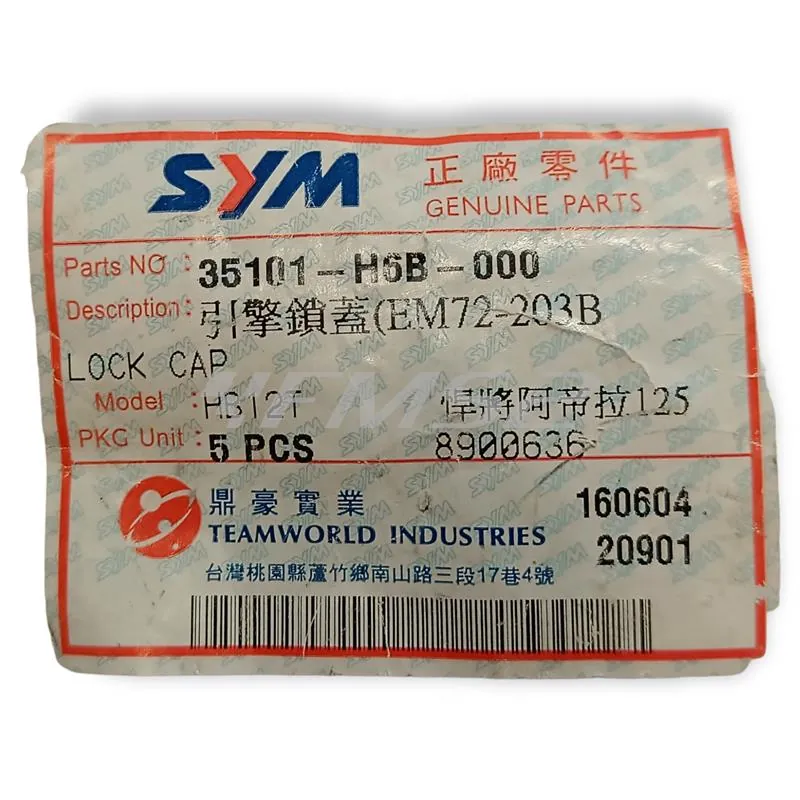 SYM 正廠零件
GENUINE PARTS
Parts NO : 35101-H6B-000
Description: 引擎鎖蓋(EM72-203B
LOCK CAP
Model : HB12T 悍將阿帝拉125
PKG Unit : 5 PCS 8900636
鼎豪實業 160604
TEAMWORLD INDUSTRIES 20901
台灣桃園縣蘆竹鄉南山路三段17巷4號